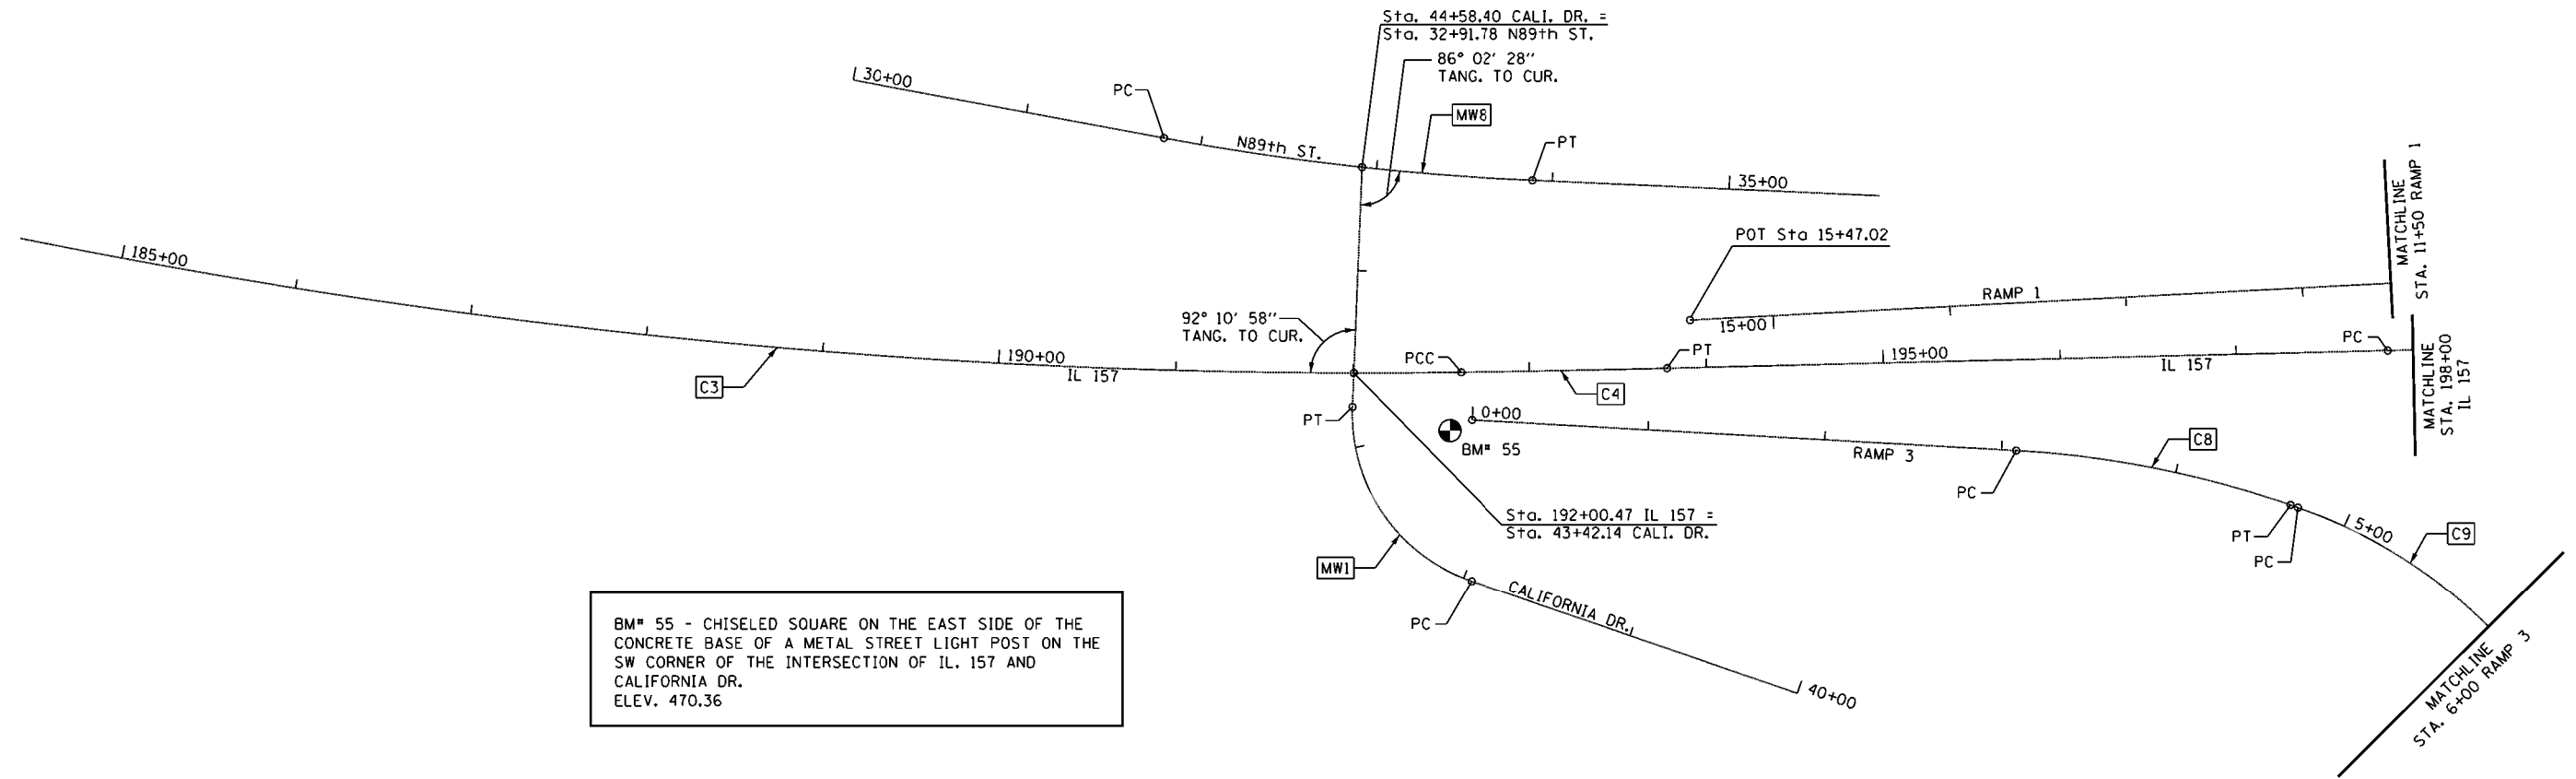 Sta. 44+58.40 CALI. DR. =
Sta. 32+91.78 N89th ST.
86° 02' 28"
TANG. TO CUR.
30+00
PC
MW8
N89th ST.
PT
35+00
MATCHLINE
STA. 11+50 RAMP 1
POT Sta 15+47.02
185+00
RAMP 1
15+00
92° 10' 58"
TANG. TO CUR.
190+00
IL 157
PCC
PT
195+00
IL 157
PC
MATCHLINE
STA. 198+00
IL 157
C3
C4
PT
0+00
BM# 55
RAMP 3
C8
PC
Sta. 192+00.47 IL 157 =
Sta. 43+42.14 CALI. DR.
5+00
PT
PC
C9
MW1
CALIFORNIA DR.
PC
40+00
MATCHLINE
STA. 6+00 RAMP 3
BM# 55 - CHISELED SQUARE ON THE EAST SIDE OF THE
CONCRETE BASE OF A METAL STREET LIGHT POST ON THE
SW CORNER OF THE INTERSECTION OF IL. 157 AND
CALIFORNIA DR.
ELEV. 470.36